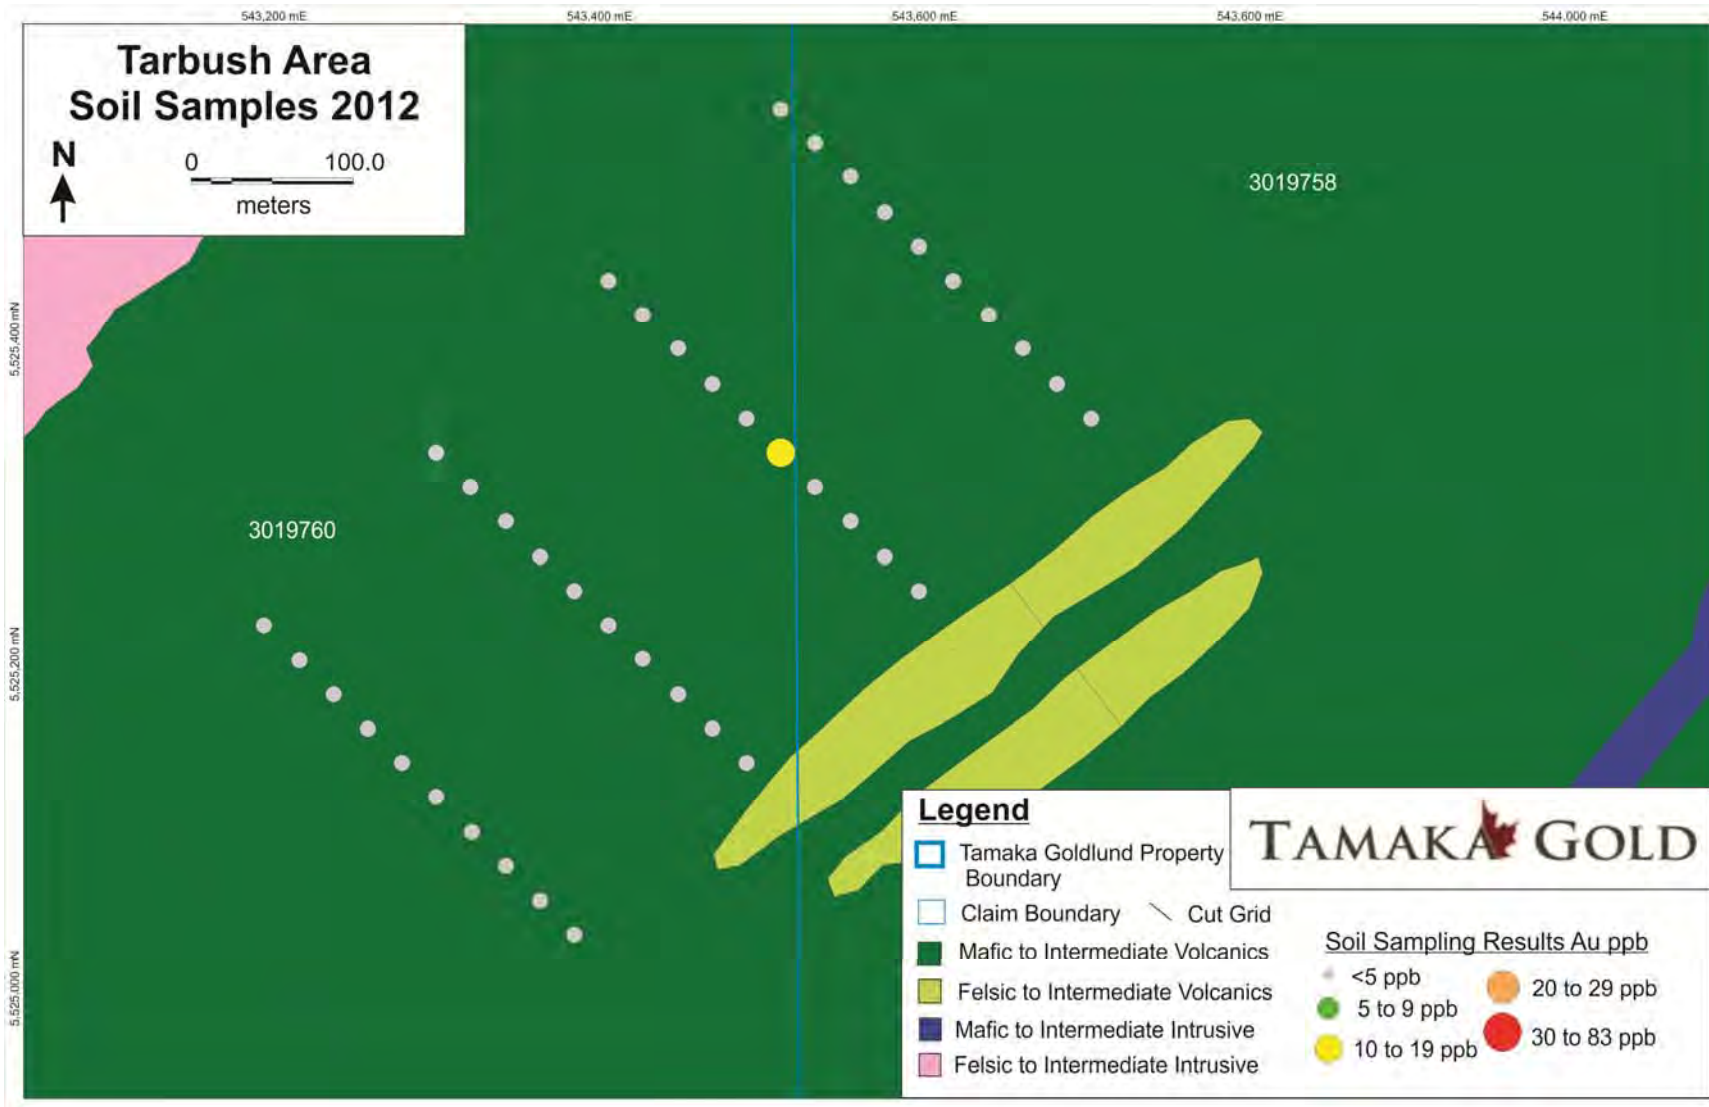 543,200 mE
543,400 mE
543,600 mE
543,600 mE
544,000 mE
Tarbush Area
Soil Samples 2012
N
0 100.0
meters
3019758
5,525,400 mN
3019760
5,525,200 mN
5,525,000 mN
Legend
Tamaka Goldlund Property
Boundary
Claim Boundary
Cut Grid
Mafic to Intermediate Volcanics
Felsic to Intermediate Volcanics
Mafic to Intermediate Intrusive
Felsic to Intermediate Intrusive
TAMAKA GOLD
Soil Sampling Results Au ppb
<5 ppb
5 to 9 ppb
10 to 19 ppb
20 to 29 ppb
30 to 83 ppb